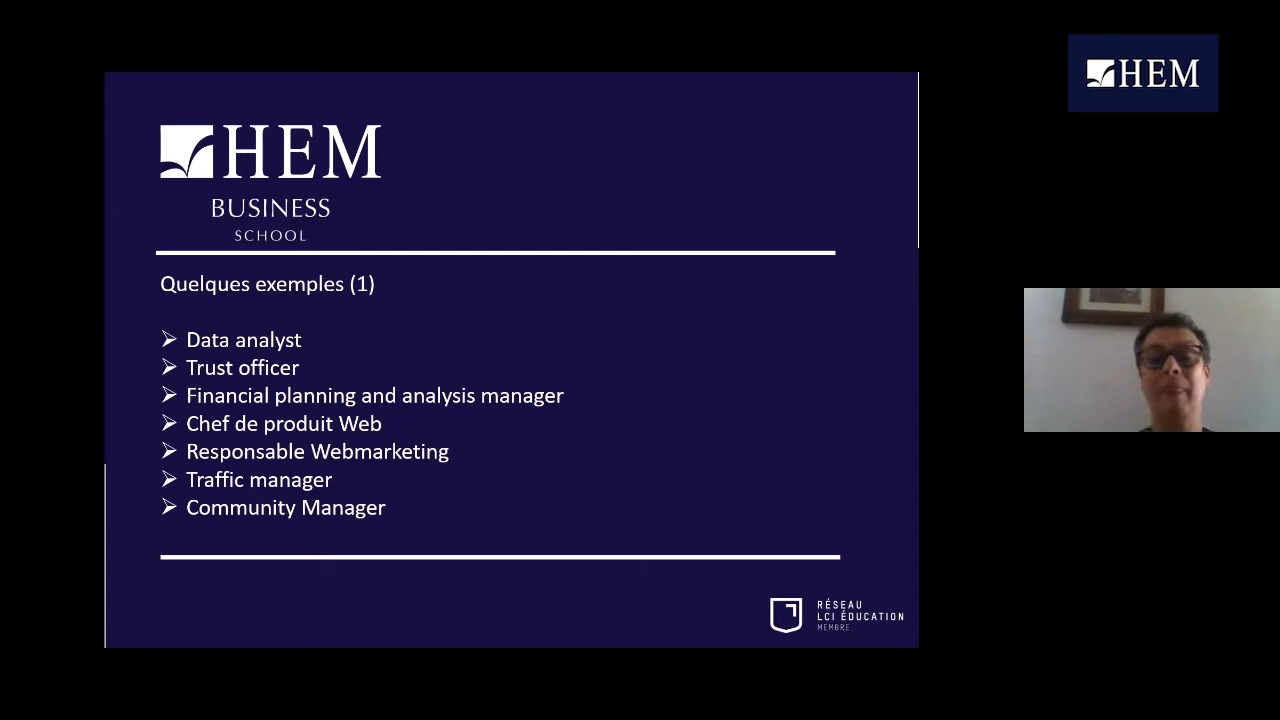 HEM
HEM
BUSINESS
SCHOOL
Quelques exemples (1)
Data analyst
Trust officer
Financial planning and analysis manager
Chef de produit Web
Responsable Webmarketing
Traffic manager
Community Manager
RÉSEAU
LCI ÉDUCATION
MEMBRE